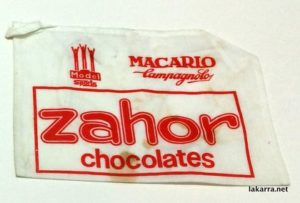 Model
MACARIO
Campagnolo
zahor
chocolates
lakarra.net